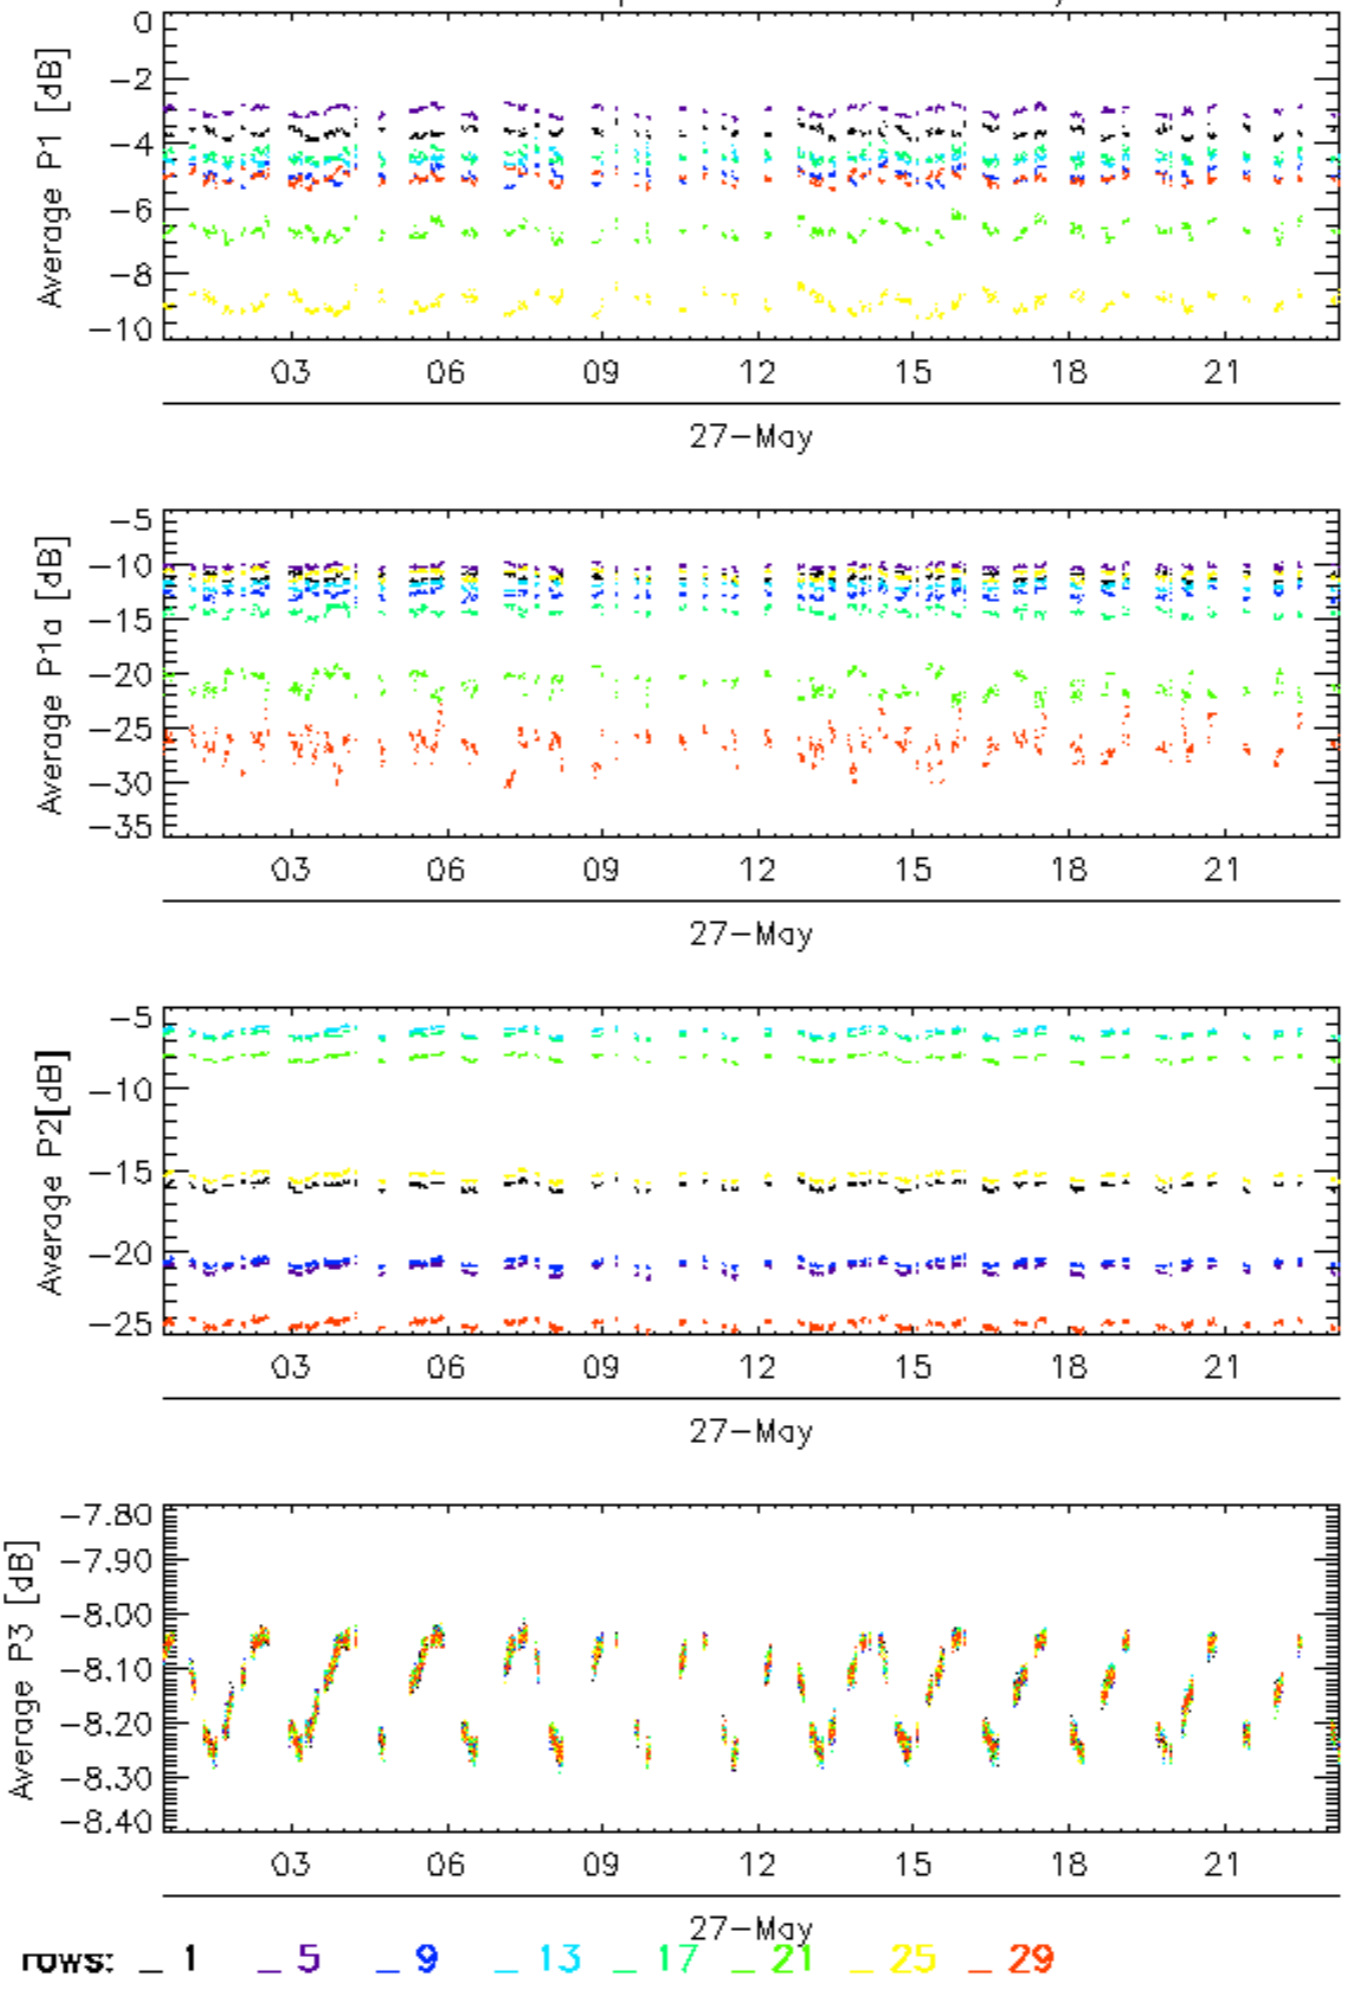 0
−2
−4
−6
−8
−10
Average P1 [dB]
03 06 09 12 15 18 21
27−May
−5
−10
−15
−20
−25
−30
−35
Average P1a [dB]
03 06 09 12 15 18 21
27−May
−5
−10
−15
−20
−25
Average P2[dB]
03 06 09 12 15 18 21
27−May
−7.80
−7.90
−8.00
−8.10
−8.20
−8.30
−8.40
Average P3 [dB]
03 06 09 12 15 18 21
27−May
rows: _ 1 _ 5 _ 9 _ 13 _ 17 _ 21 _ 25 _ 29